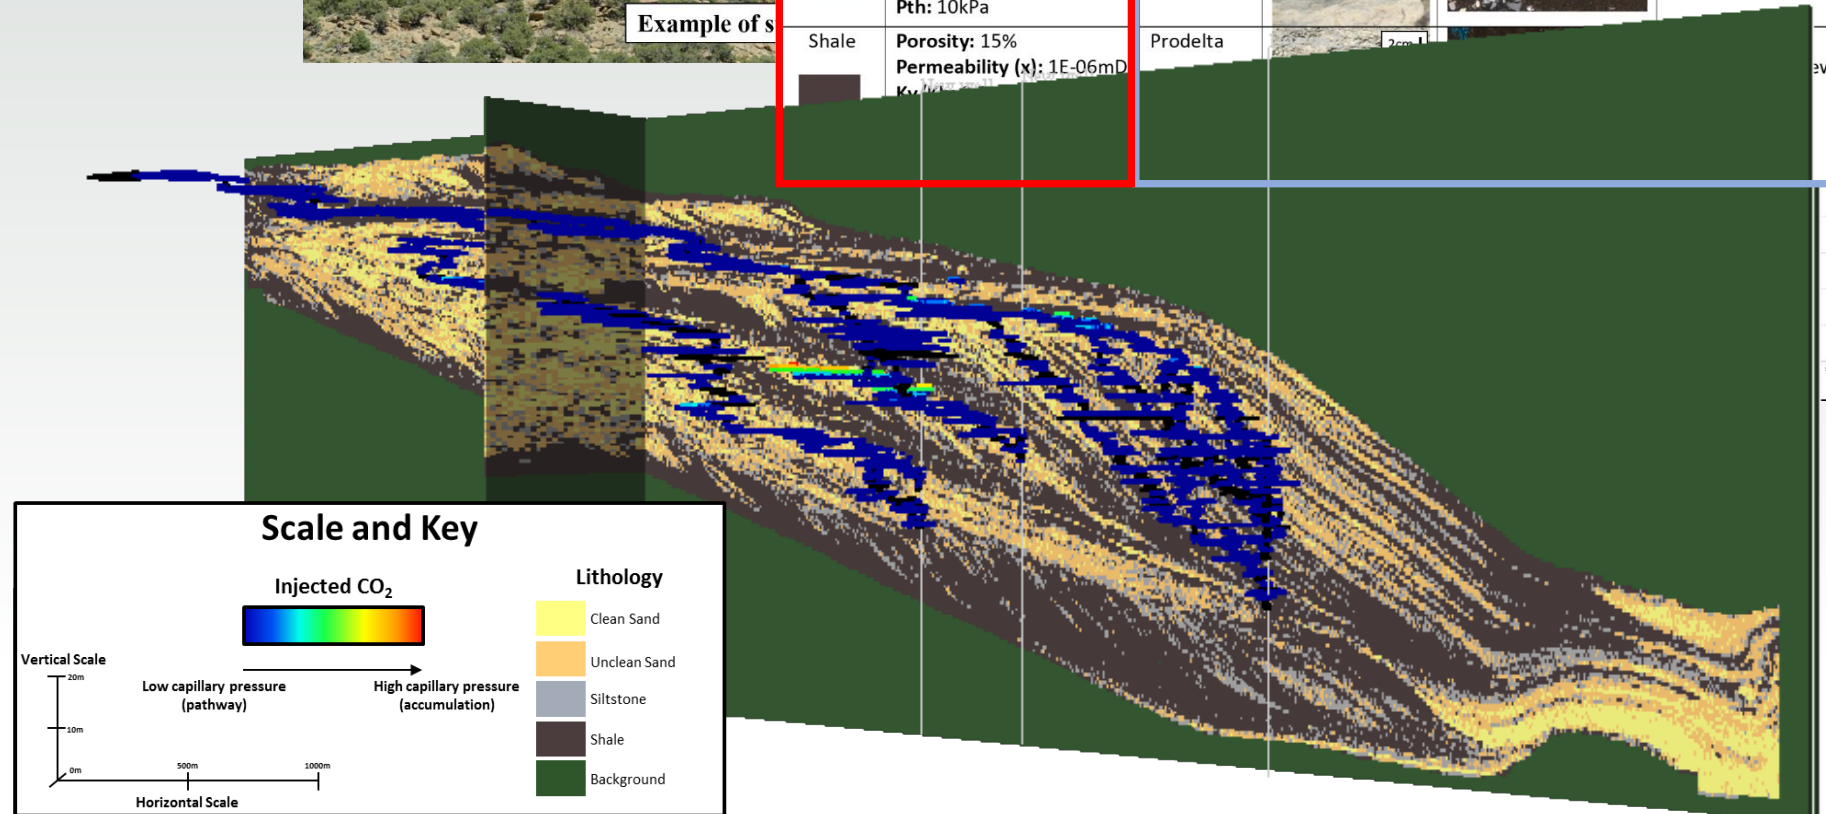 Pth: 10kPa
Example of s
Shale
Porosity: 15%
Permeability (x): 1E-06mD
Prodelta
2cm
Scale and Key
Injected CO₂
Low capillary pressure
(pathway)
High capillary pressure
(accumulation)
Vertical Scale
20m
10m
0m
500m
1000m
Horizontal Scale
Lithology
Clean Sand
Unclean Sand
Siltstone
Shale
Background